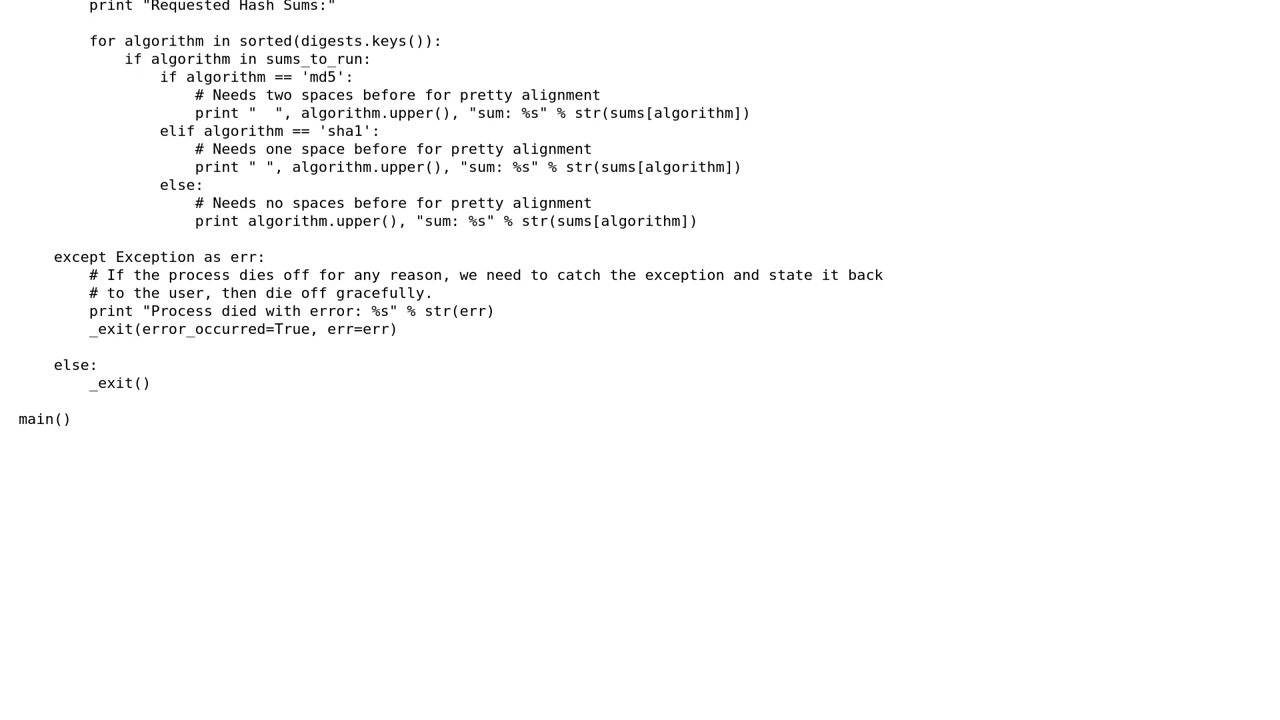 print "Requested Hash Sums:"
for algorithm in sorted(digests.keys()):
if algorithm in sums_to_run:
if algorithm == 'md5':
# Needs two spaces before for pretty alignment
print "  ", algorithm.upper(), "sum: %s" % str(sums[algorithm])
elif algorithm == 'sha1':
# Needs one space before for pretty alignment
print " ", algorithm.upper(), "sum: %s" % str(sums[algorithm])
else:
# Needs no spaces before for pretty alignment
print algorithm.upper(), "sum: %s" % str(sums[algorithm])
except Exception as err:
# If the process dies off for any reason, we need to catch the exception and state it back
# to the user, then die off gracefully.
print "Process died with error: %s" % str(err)
_exit(error_occurred=True, err=err)
else:
_exit()
main()